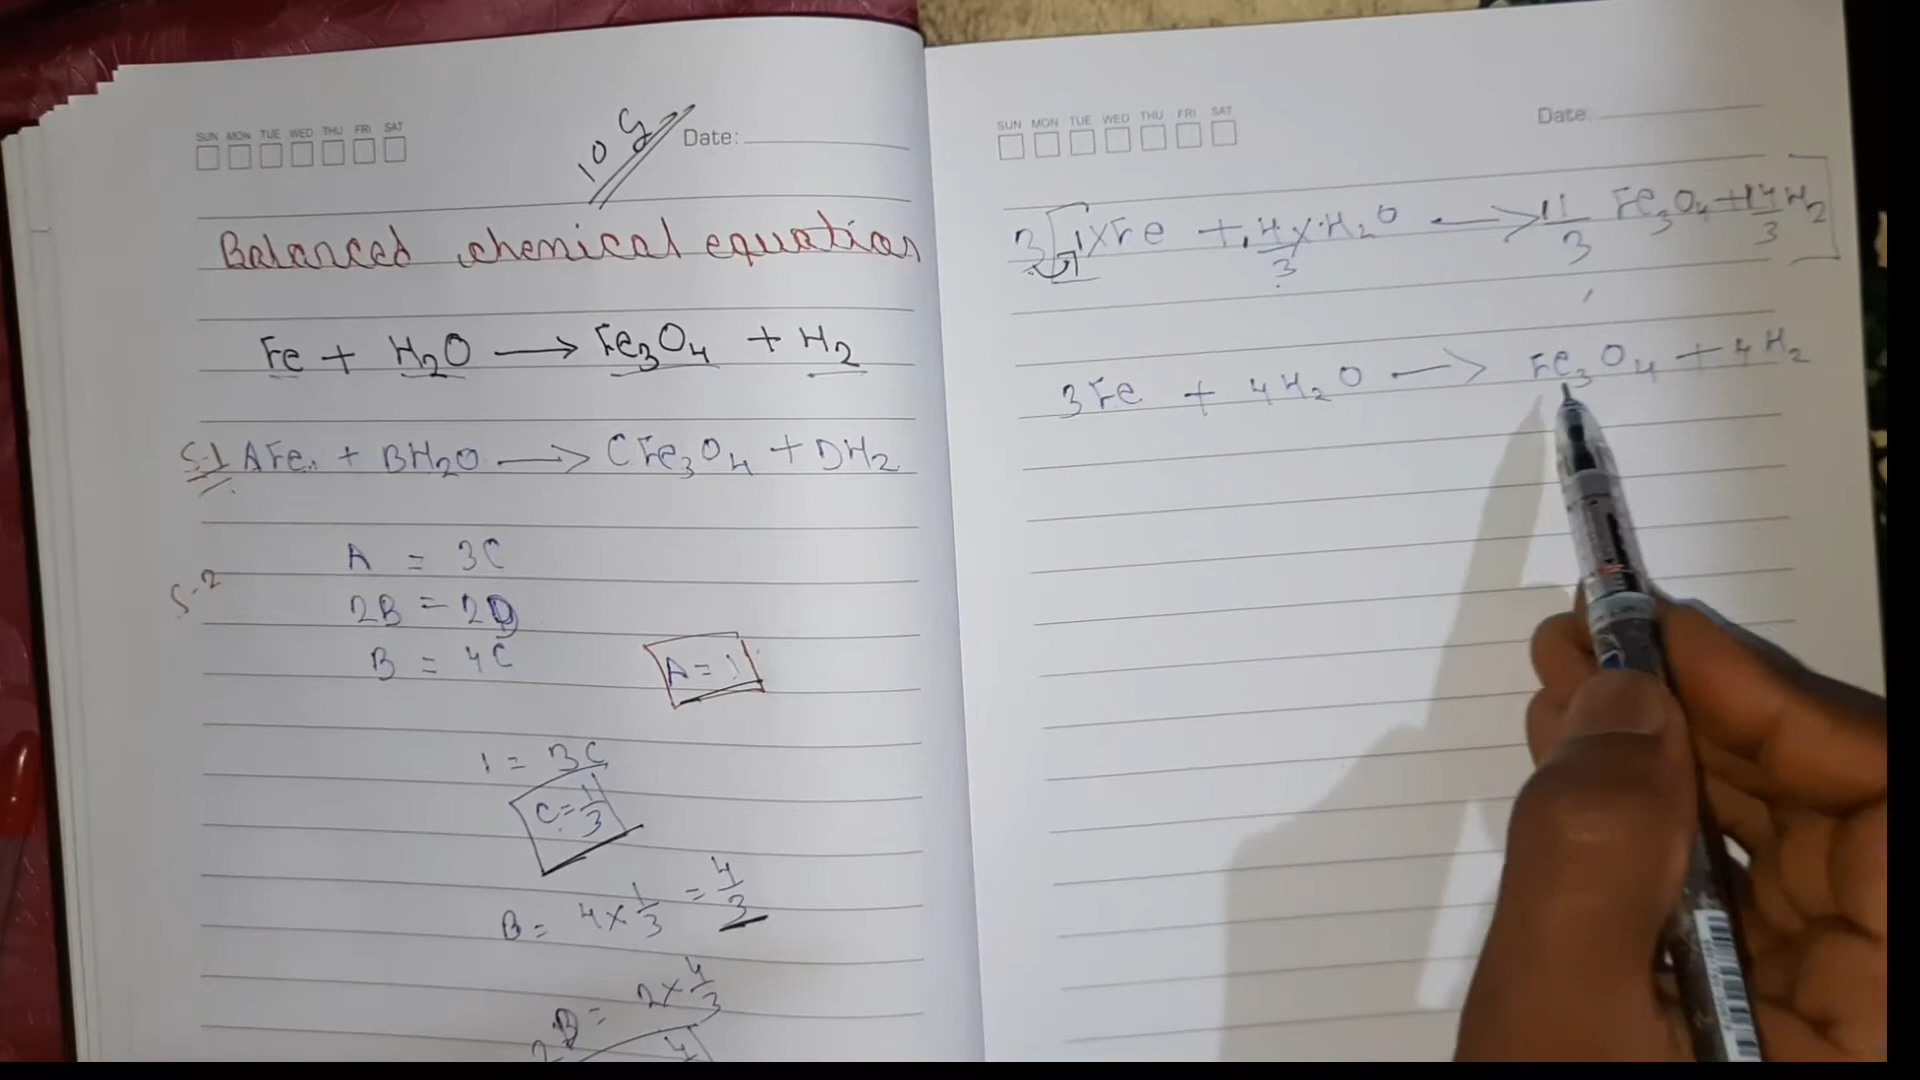 SUN MON TUE WED THU FRI SAT
10 G
Date:
Balanced chemical equation
Fe + H2O → Fe3O4 + H2
S-1 AFe + BH2O → CFe3O4 + DH2
S-2
A = 3C
2B = 2D
B = 4C
A = 1
1 = 3C
C = 1/3
B = 4 × 1/3 = 4/3
= 2 × 4/3
SUN MON TUE WED THU FRI SAT
Date
3[1×Fe + 4/3 × H2O → 1/3 Fe3O4 + 4/3 H2]
3Fe + 4H2O → Fe3O4 + 4H2